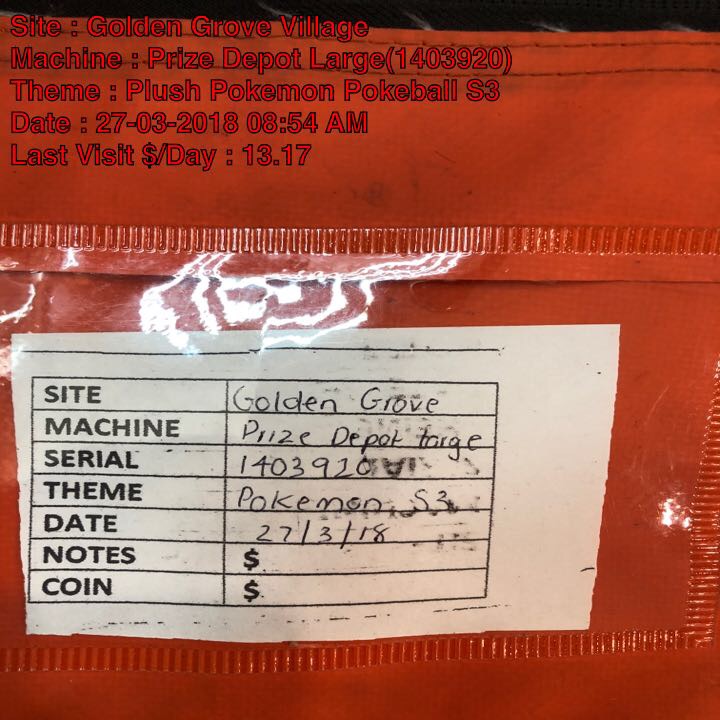 Site : Golden Grove Village
Machine : Prize Depot Large(1403920)
Theme : Plush Pokemon Pokeball S3
Date : 27-03-2018 08:54 AM
Last Visit $/Day : 13.17
SITE Golden Grove
MACHINE Prize Depot large
SERIAL 1403920
THEME Pokemon S3
DATE 27/3/18
NOTES $
COIN $